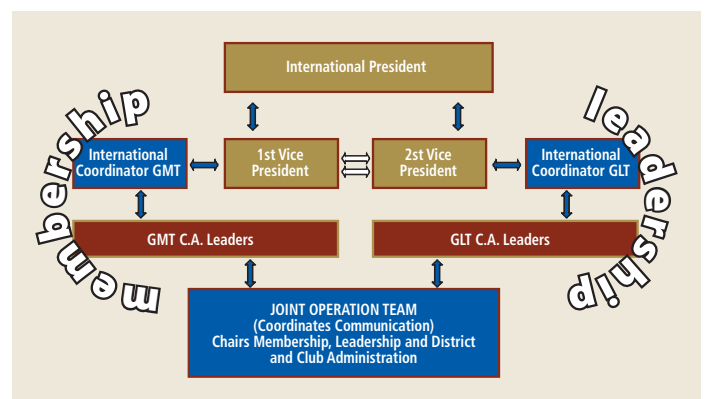 International President
membership
leadership
International
Coordinator GMT
1st Vice
President
2st Vice
President
International
Coordinator GLT
GMT C.A. Leaders
GLT C.A. Leaders
JOINT OPERATION TEAM
(Coordinates Communication)
Chairs Membership, Leadership and District
and Club Administration